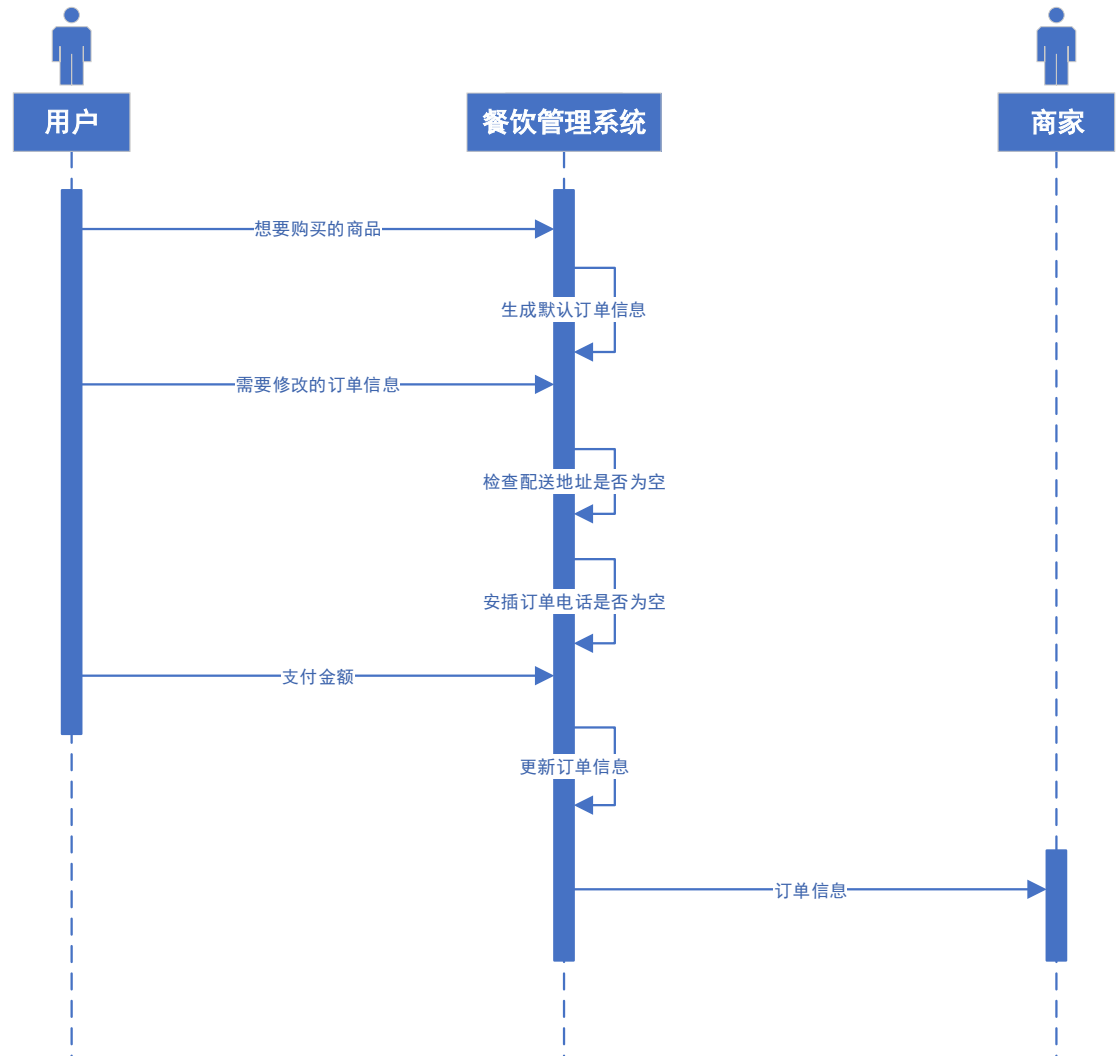 用户
餐饮管理系统
商家
想要购买的商品
生成默认订单信息
需要修改的订单信息
检查配送地址是否为空
安插订单电话是否为空
支付金额
更新订单信息
订单信息